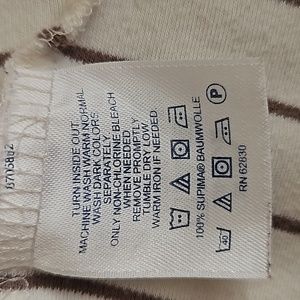 TURN INSIDE OUT.
MACHINE WASH WARM NORMAL
WASH DARK COLORS
SEPARATELY.
ONLY NON-CHLORINE BLEACH
WHEN NEEDED.
REMOVE PROMPTLY
TUMBLE DRY LOW
WARM IRON IF NEEDED.
40
100% SUPIMA® BAUMWOLLE
RN 62830